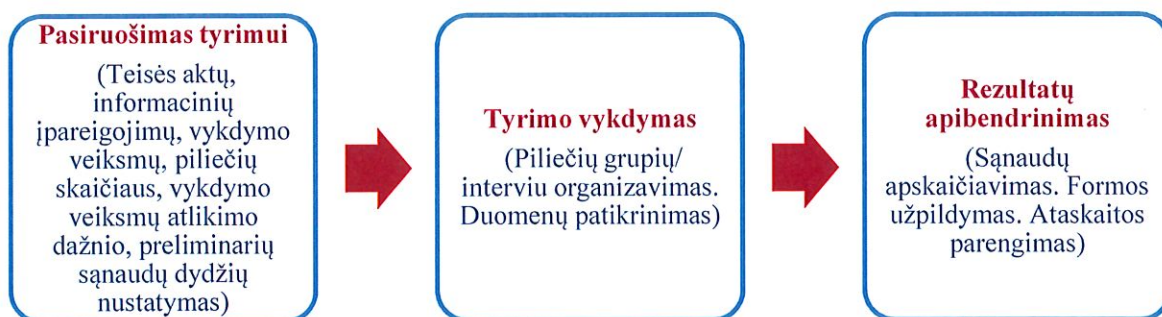 Pasiruošimas tyrimui
(Teisės aktų,
informacinių
įpareigojimų, vykdymo
veiksmų, piliečių
skaičiaus, vykdymo
veiksmų atlikimo
dažnio, preliminarių
sąnaudų dydžių
nustatymas)
Tyrimo vykdymas
(Piliečių grupių/
interviu organizavimas.
Duomenų patikrinimas)
Rezultatų
apibendrinimas
(Sąnaudų
apskaičiavimas. Formos
užpildymas. Ataskaitos
parengimas)